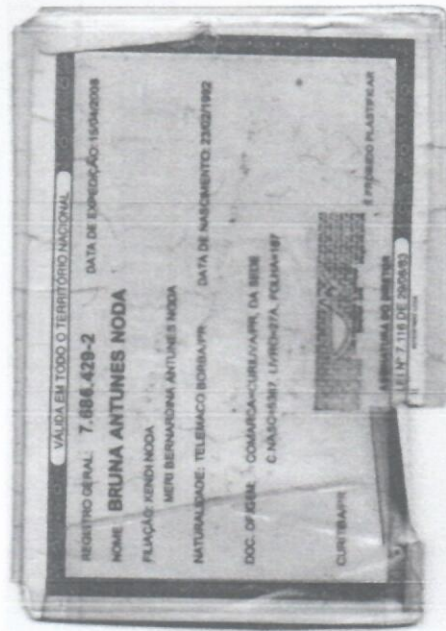 VÁLIDA EM TODO O TERRITÓRIO NACIONAL
REGISTRO GERAL: 7.686.429-2 DATA DE EXPEDIÇÃO: 15/04/2008
NOME: BRUNA ANTUNES NODA
FILIAÇÃO: KENDI NODA
MERI BERNARDINA ANTUNES NODA
NATURALIDADE: TELEMACO BORBA/PR DATA DE NASCIMENTO: 23/02/1992
DOC. ORIGEM: COMARCA=CURIUVA/PR, DA SEDE
C.NASC=15367, LIVRO=27A, FOLHA=197
CURITIBA/PR
ASSINATURA DO DIRETOR
LEI Nº 7.116 DE 29/08/83
É PROIBIDO PLASTIFICAR